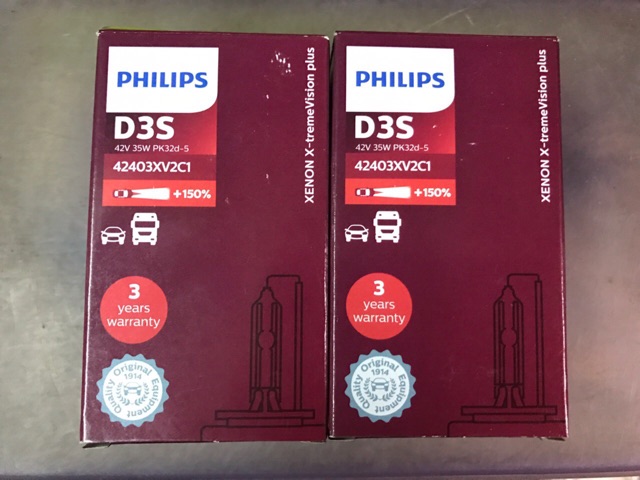 PHILIPS
D3S
42V 35W PK32d-5
42403XV2C1
+150%
XENON X-tremeVision plus
3
years
warranty
Quality Original Equipment
1914
PHILIPS
D3S
42V 35W PK32d-5
42403XV2C1
+150%
XENON X-tremeVision plus
3
years
warranty
Quality Original Equipment
1914